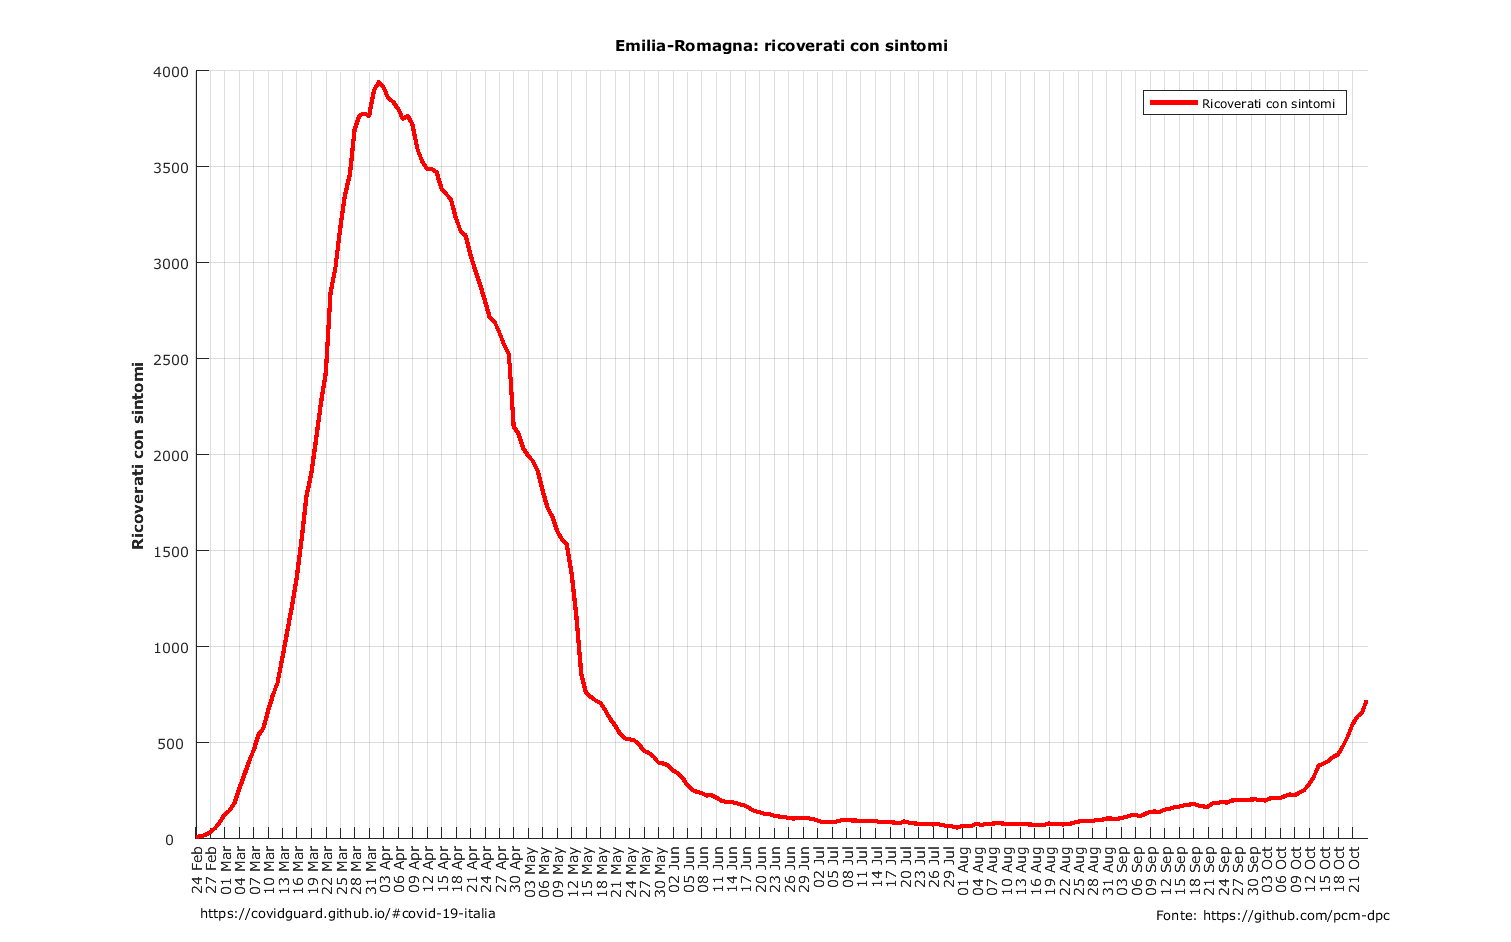 Emilia-Romagna: ricoverati con sintomi
Ricoverati con sintomi
Ricoverati con sintomi
4000
3500
3000
2500
2000
1500
1000
500
0
24 Feb
27 Feb
01 Mar
04 Mar
07 Mar
10 Mar
13 Mar
16 Mar
19 Mar
22 Mar
25 Mar
28 Mar
31 Mar
03 Apr
06 Apr
09 Apr
12 Apr
15 Apr
18 Apr
21 Apr
24 Apr
27 Apr
30 Apr
03 May
06 May
09 May
12 May
15 May
18 May
21 May
24 May
27 May
30 May
02 Jun
05 Jun
08 Jun
11 Jun
14 Jun
17 Jun
20 Jun
23 Jun
26 Jun
29 Jun
02 Jul
05 Jul
08 Jul
11 Jul
14 Jul
17 Jul
20 Jul
23 Jul
26 Jul
29 Jul
01 Aug
04 Aug
07 Aug
10 Aug
13 Aug
16 Aug
19 Aug
22 Aug
25 Aug
28 Aug
31 Aug
03 Sep
06 Sep
09 Sep
12 Sep
15 Sep
18 Sep
21 Sep
24 Sep
27 Sep
30 Sep
03 Oct
06 Oct
09 Oct
12 Oct
15 Oct
18 Oct
21 Oct
https://covidguard.github.io/#covid-19-italia
Fonte: https://github.com/pcm-dpc